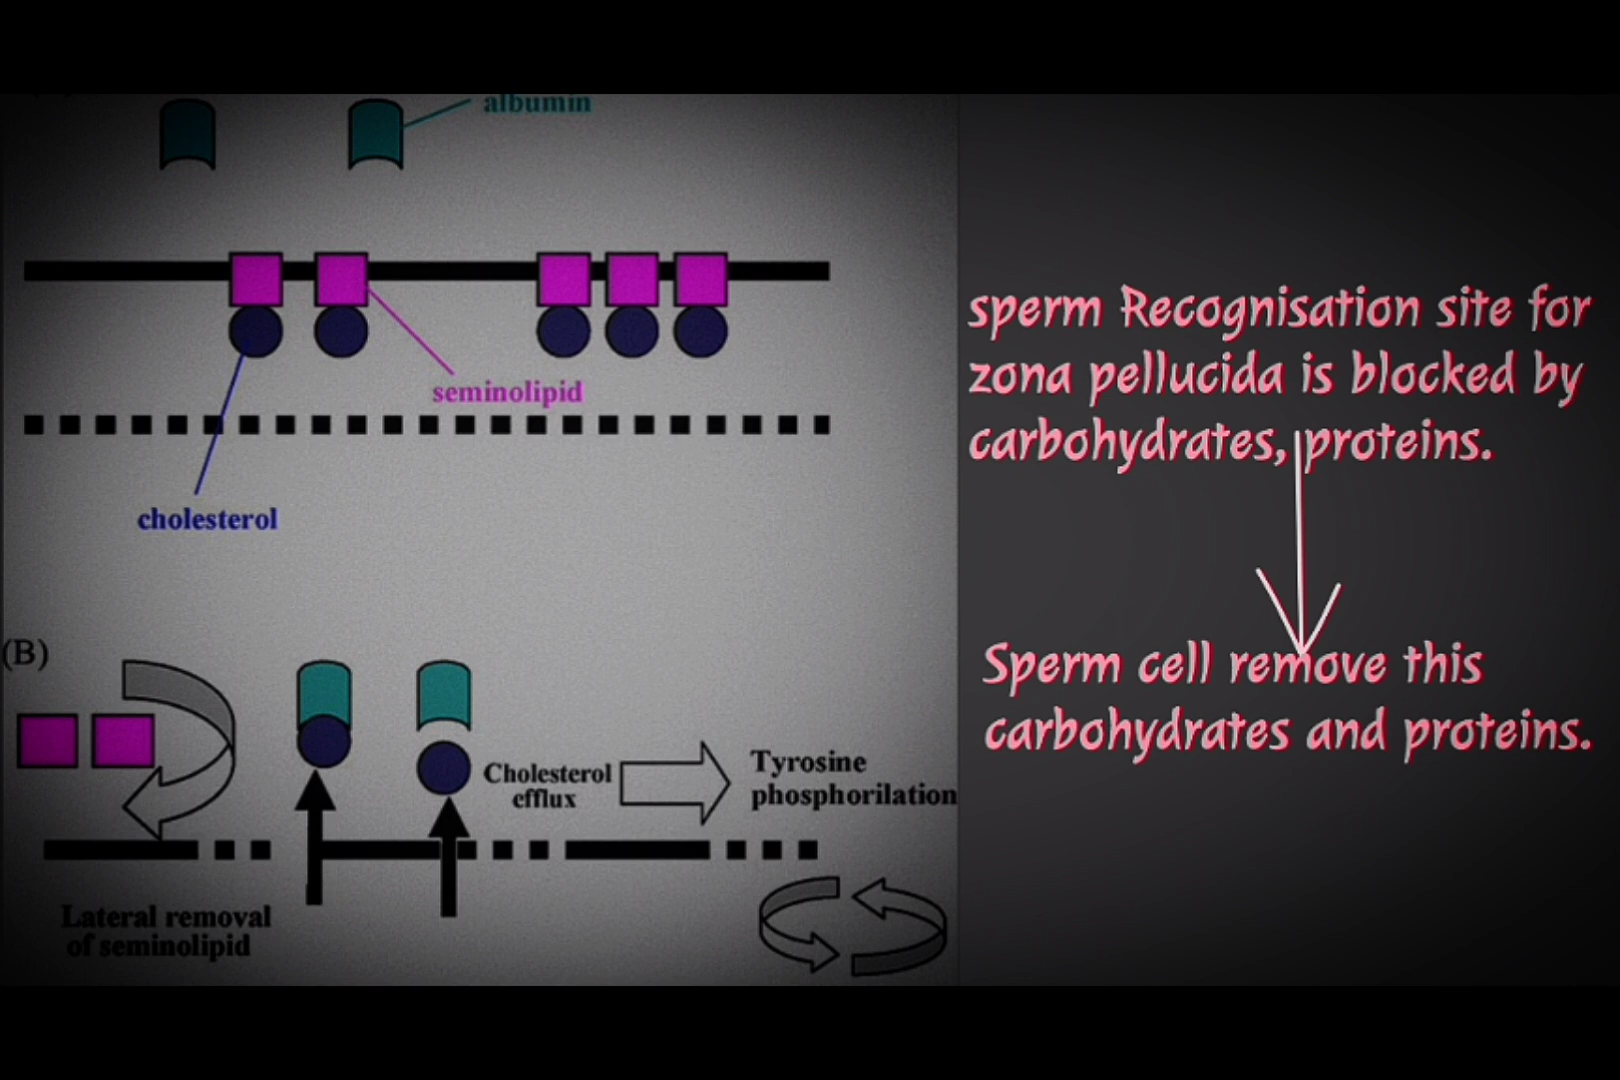 albumin
seminolipid
cholesterol
(B)
Cholesterol
efflux
Tyrosine
phosphorilation
Lateral removal
of seminolipid
sperm Recognisation site for
zona pellucida is blocked by
carbohydrates, proteins.
Sperm cell remove this
carbohydrates and proteins.